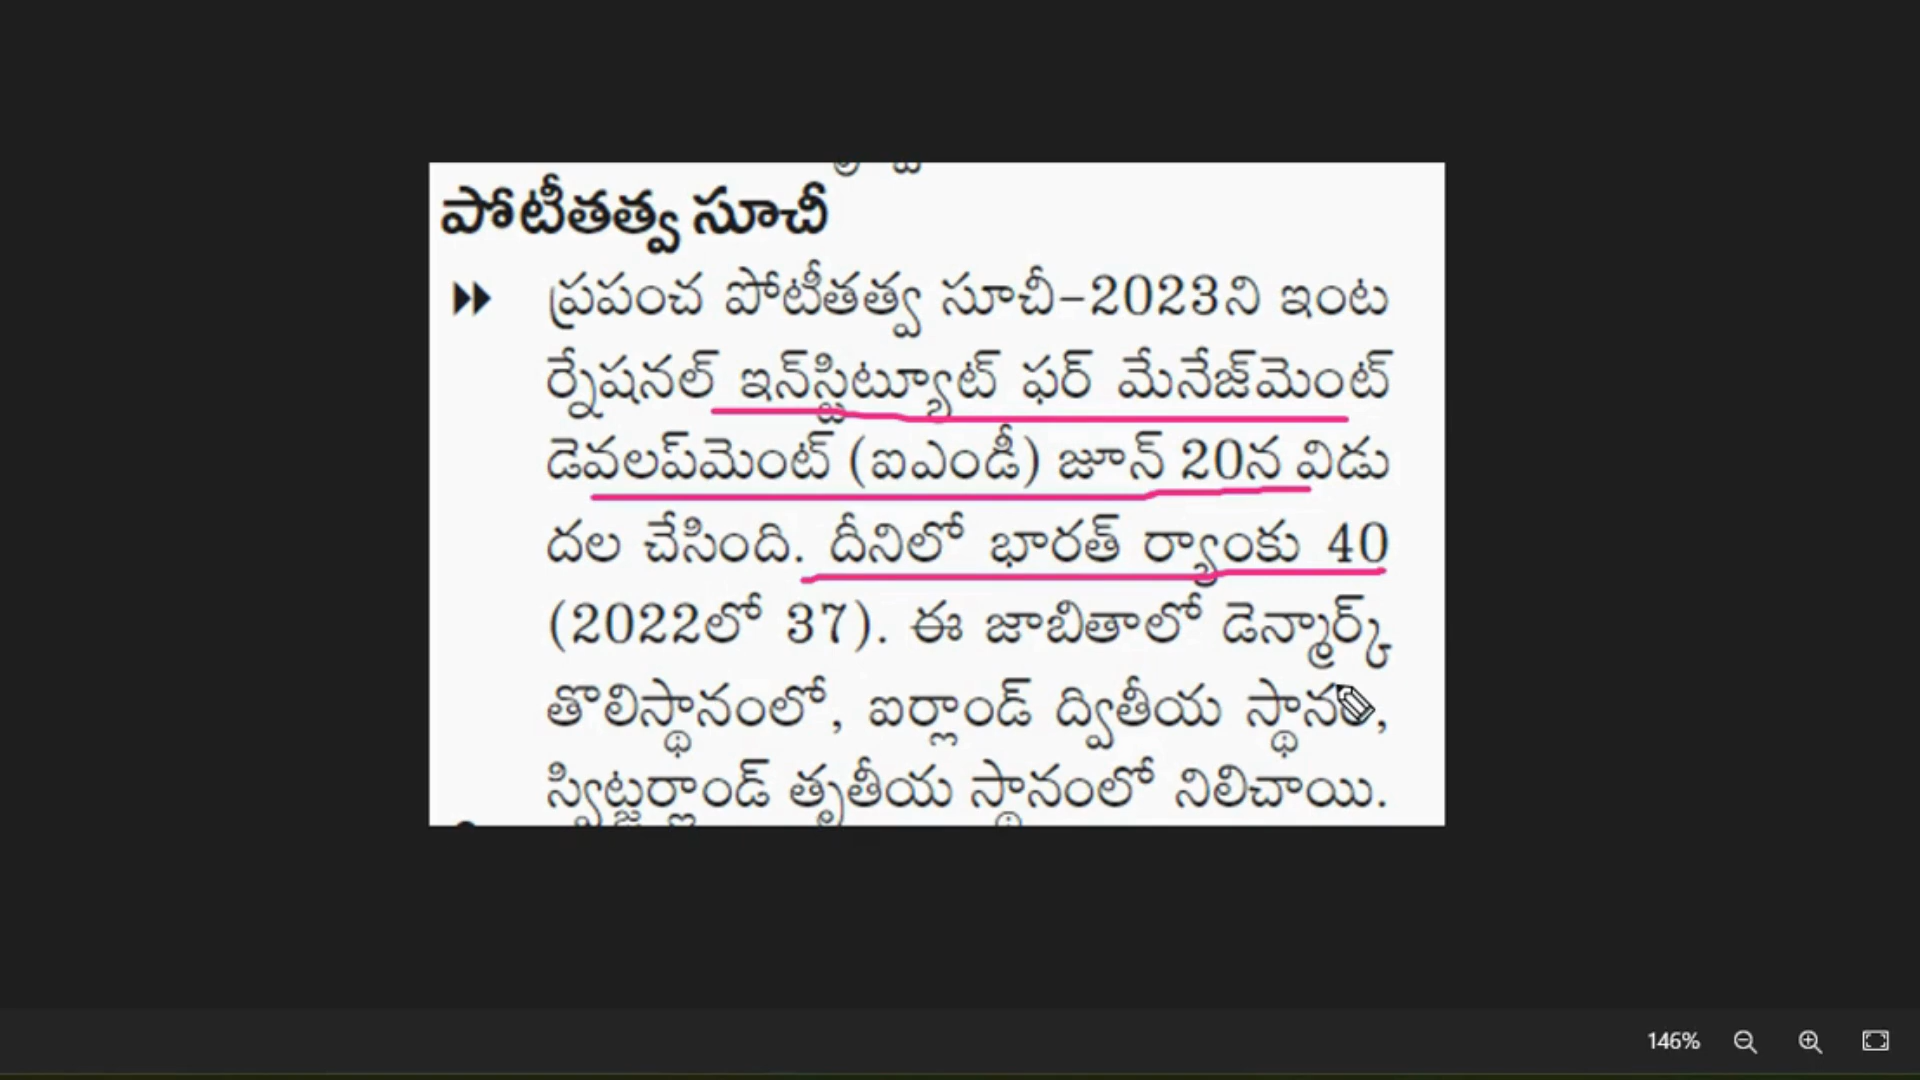 పోటీతత్వ సూచీ
ప్రపంచ పోటీతత్వ సూచీ-2023ని ఇంట
ర్నేషనల్ ఇన్‌స్టిట్యూట్ ఫర్ మేనేజ్‌మెంట్
డెవలప్‌మెంట్ (ఐఎండీ) జూన్ 20న విడు
దల చేసింది. దీనిలో భారత్ ర్యాంకు 40
(2022లో 37). ఈ జాబితాలో డెన్మార్క్
తొలిస్థానంలో, ఐర్లాండ్ ద్వితీయ స్థానం,
స్విట్జర్లాండ్ తృతీయ స్థానంలో నిలిచాయి.
146%